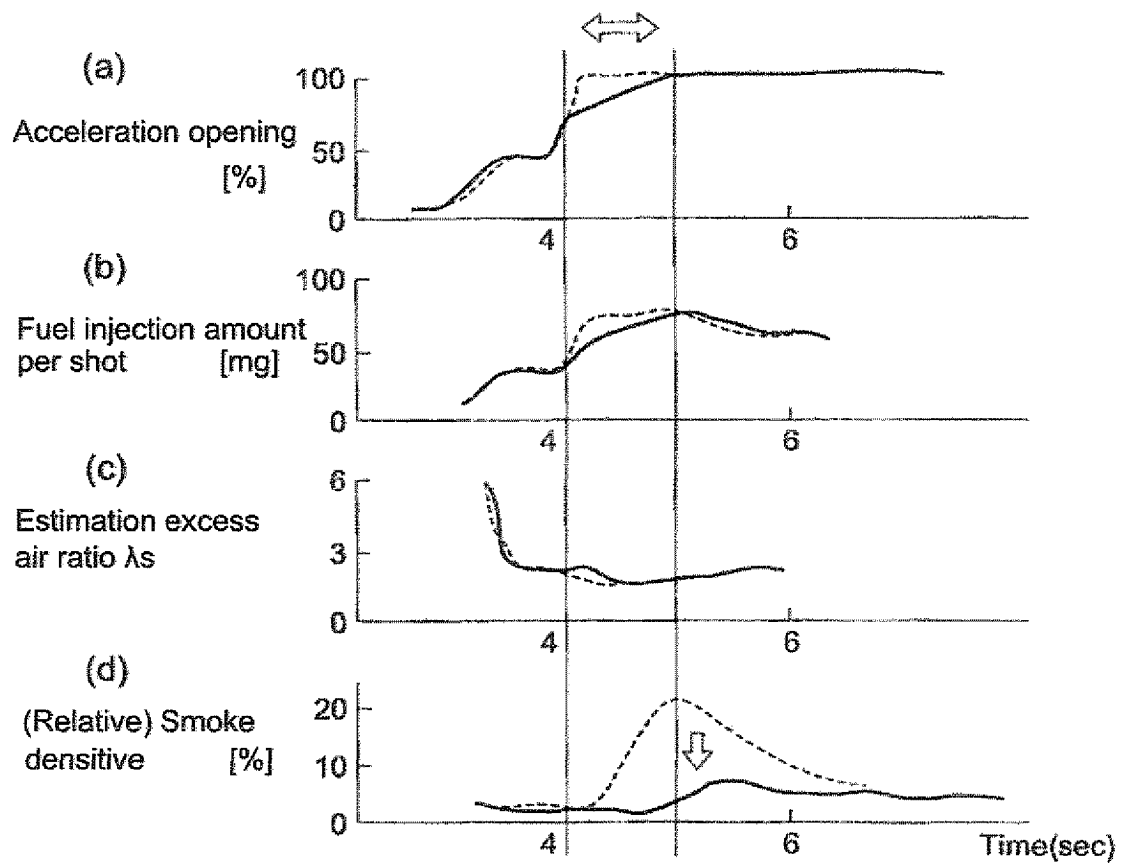 (a)
Acceleration opening
[%]
100
50
0
4
6
(b)
Fuel injection amount
per shot [mg]
100
50
0
4
6
(c)
Estimation excess
air ratio λs
6
3
0
4
6
(d)
(Relative) Smoke
densitive [%]
20
10
0
4
6
Time(sec)